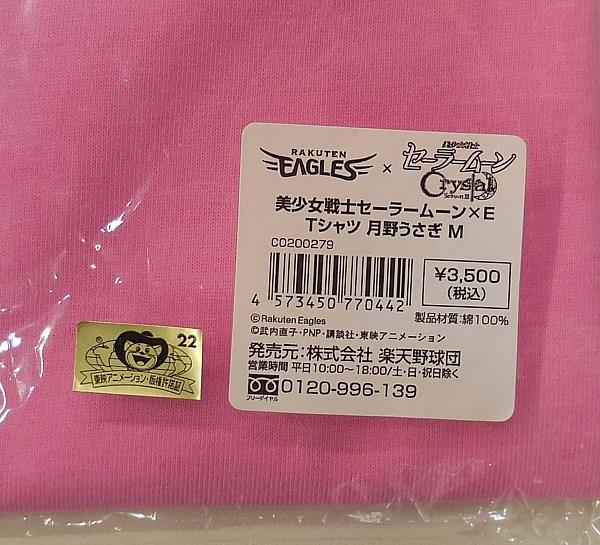 RAKUTEN
EAGLES
×
美少女戦士
セーラームーン
Crystal
Season III
美少女戦士セーラームーン×E
Tシャツ 月野うさぎ M
C0200279
4 573450 770442
¥3,500
(税込)
製品材質:綿100%
©Rakuten Eagles
©武内直子・PNP・講談社・東映アニメーション
発売元:株式会社 楽天野球団
営業時間 平日10:00~18:00/土・日・祝日除く
フリーダイヤル
0120-996-139
22
東映アニメーション・版権許諾証